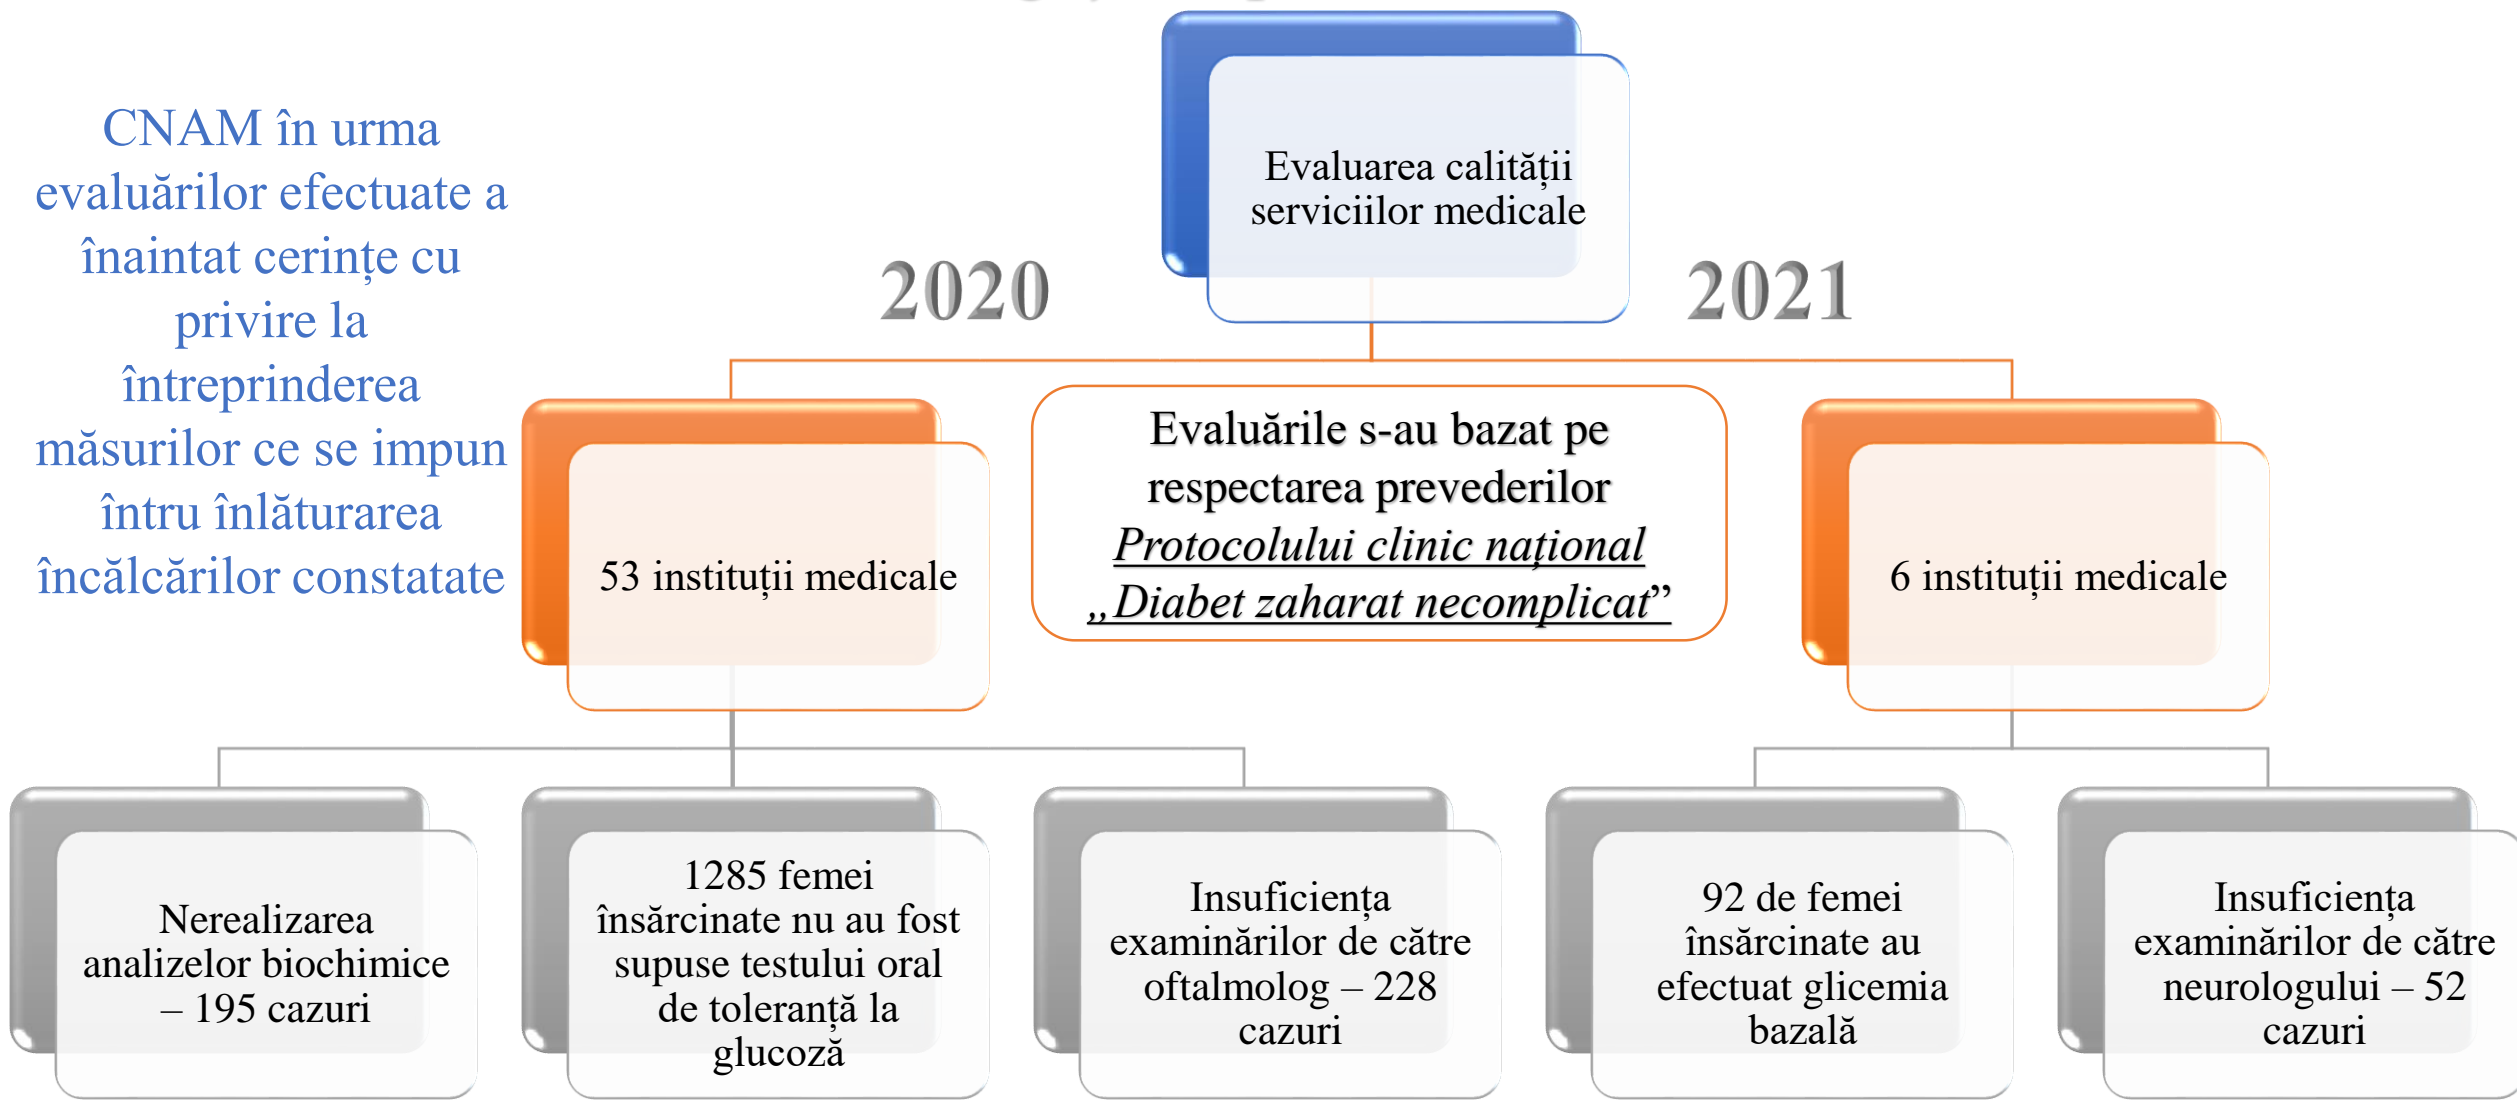 CNAM în urma
evaluărilor efectuate a
înaintat cerințe cu
privire la
întreprinderea
măsurilor ce se impun
întru înlăturarea
încălcărilor constatate
Evaluarea calității
serviciilor medicale
2020
2021
53 instituții medicale
Evaluările s-au bazat pe
respectarea prevederilor
Protocolului clinic național
„Diabet zaharat necomplicat”
6 instituții medicale
Nerealizarea
analizelor biochimice
– 195 cazuri
1285 femei
însărcinate nu au fost
supuse testului oral
de toleranță la
glucoză
Insuficiența
examinărilor de către
oftalmolog – 228
cazuri
92 de femei
însărcinate au
efectuat glicemia
bazală
Insuficiența
examinărilor de către
neurologului – 52
cazuri